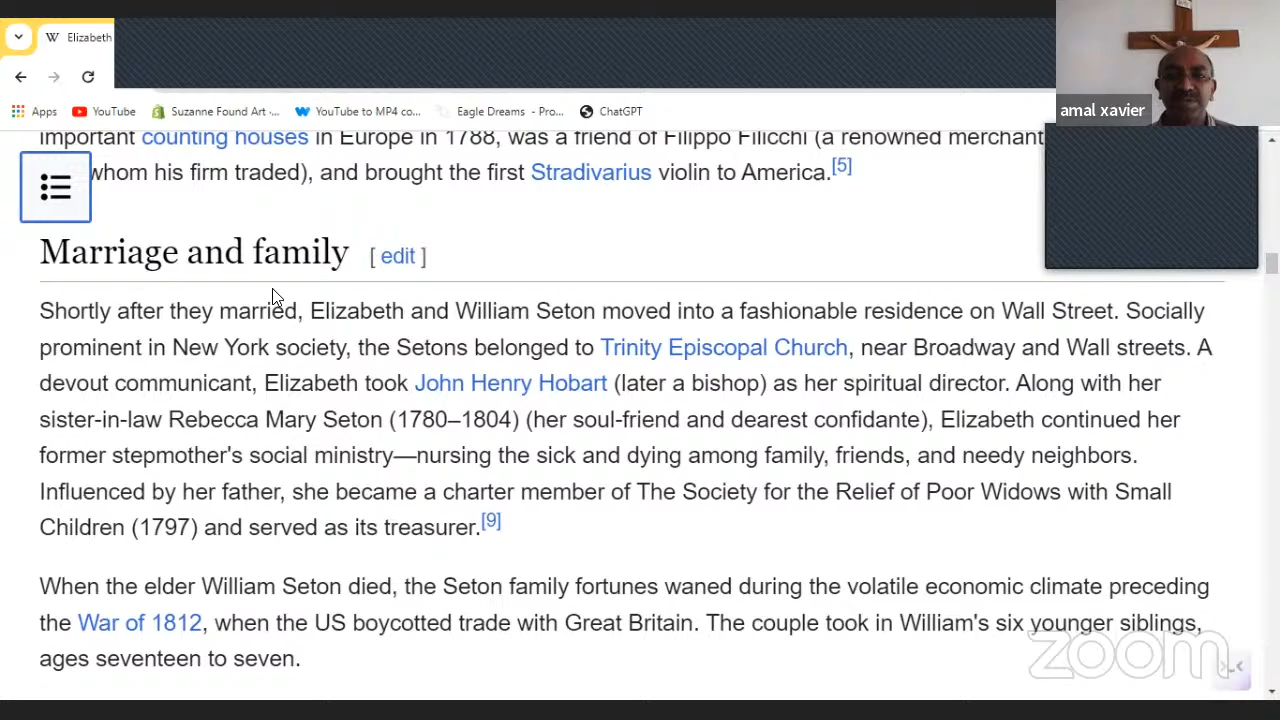 Elizabeth
amal xavier
Apps YouTube Suzanne Found Art -... YouTube to MP4 co... Eagle Dreams - Pro... ChatGPT
important counting houses in Europe in 1788, was a friend of Filippo Filicchi (a renowned merchant
whom his firm traded), and brought the first Stradivarius violin to America.[5]
Marriage and family [ edit ]
Shortly after they married, Elizabeth and William Seton moved into a fashionable residence on Wall Street. Socially
prominent in New York society, the Setons belonged to Trinity Episcopal Church, near Broadway and Wall streets. A
devout communicant, Elizabeth took John Henry Hobart (later a bishop) as her spiritual director. Along with her
sister-in-law Rebecca Mary Seton (1780–1804) (her soul-friend and dearest confidante), Elizabeth continued her
former stepmother's social ministry—nursing the sick and dying among family, friends, and needy neighbors.
Influenced by her father, she became a charter member of The Society for the Relief of Poor Widows with Small
Children (1797) and served as its treasurer.[9]
When the elder William Seton died, the Seton family fortunes waned during the volatile economic climate preceding
the War of 1812, when the US boycotted trade with Great Britain. The couple took in William's six younger siblings,
ages seventeen to seven.
zoom